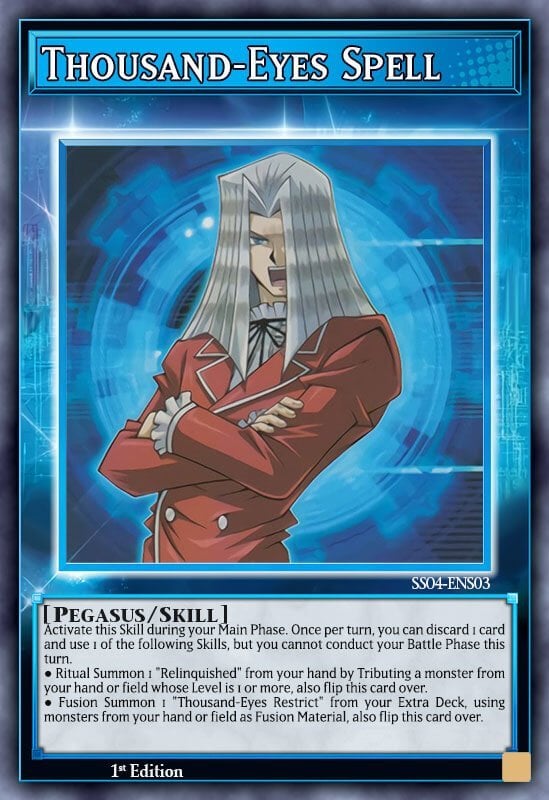 THOUSAND-EYES SPELL
SS04-ENS03
[PEGASUS/SKILL]
Activate this Skill during your Main Phase. Once per turn, you can discard 1 card
and use 1 of the following Skills, but you cannot conduct your Battle Phase this
turn.
● Ritual Summon 1 "Relinquished" from your hand by Tributing a monster from
your hand or field whose Level is 1 or more, also flip this card over.
● Fusion Summon 1 "Thousand-Eyes Restrict" from your Extra Deck, using
monsters from your hand or field as Fusion Material, also flip this card over.
1st Edition